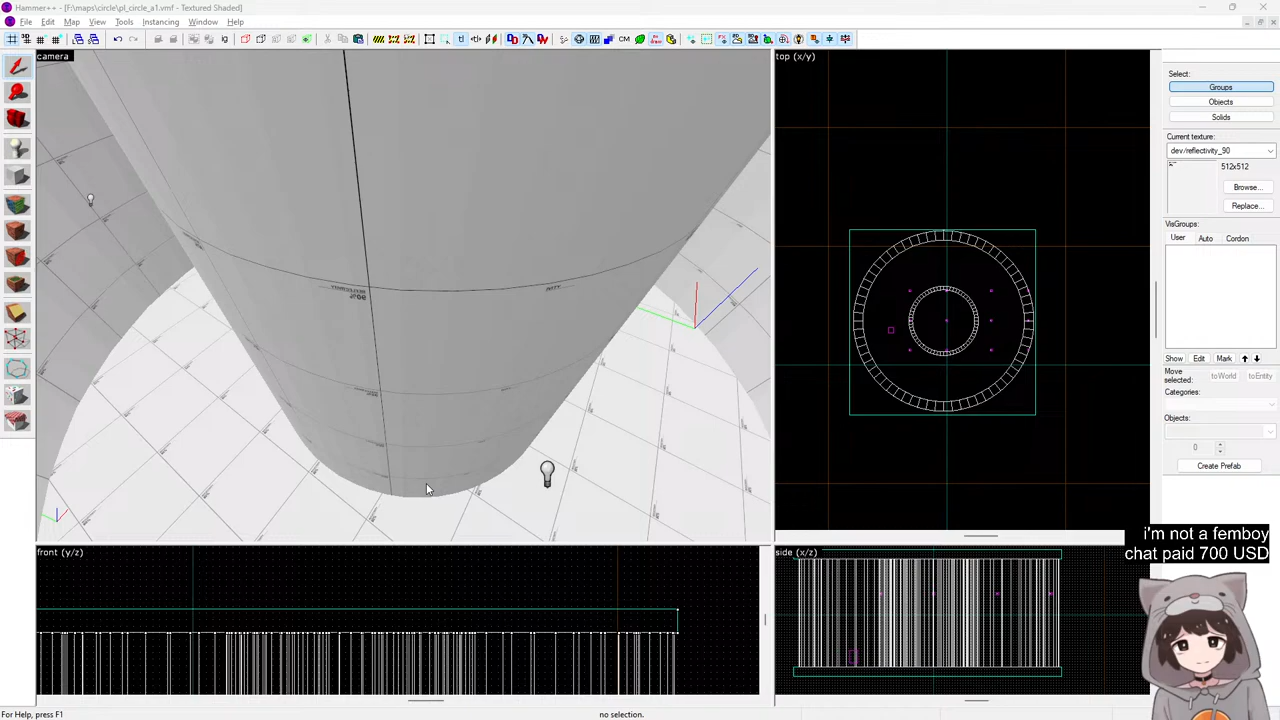 Hammer++ - [F:\maps\circle\pl_circle_a1.vmf - Textured Shaded]
File Edit Map View Tools Instancing Window Help
camera
top (x/y)
Select:
Groups
Objects
Solids
Current texture:
dev/reflectivity_90
512x512
Browse...
Replace...
VisGroups:
User Auto Cordon
Show Edit Mark
Move
selected: toWorld toEntity
Categories:
Objects:
0
Create Prefab
90%
front (y/z)
side (x/z)
i'm not a femboy
chat paid 700 USD
For Help, press F1
no selection.